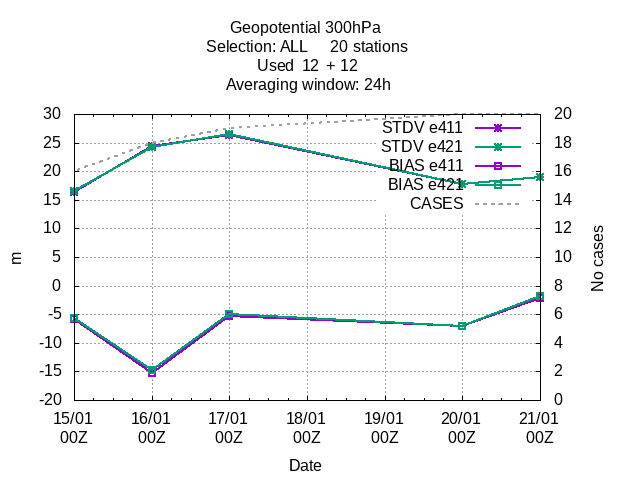 Geopotential 300hPa
Selection: ALL 20 stations
Used 12 + 12
Averaging window: 24h
30
25
20
15
10
5
0
-5
-10
-15
-20
m
20
18
16
14
12
10
8
6
4
2
0
No cases
STDV e411
STDV e421
BIAS e411
BIAS e421
CASES
15/01 16/01 17/01 18/01 19/01 20/01 21/01
00Z 00Z 00Z 00Z 00Z 00Z 00Z
Date